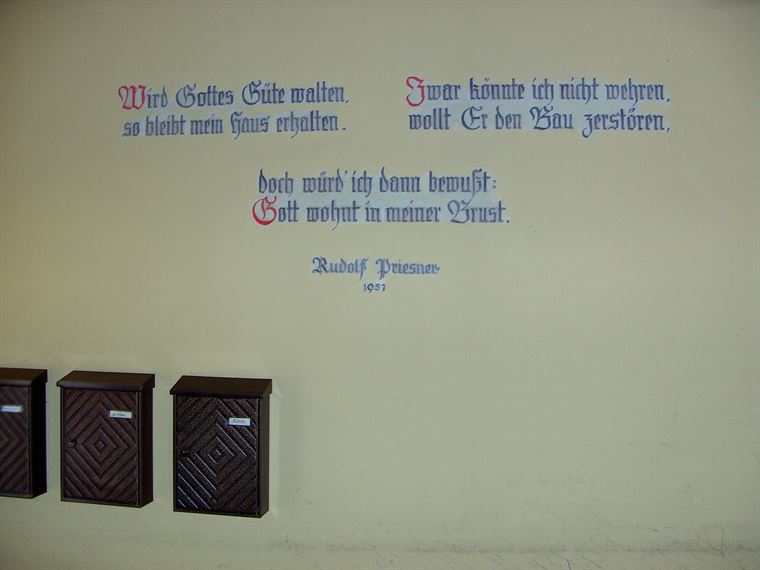 Wird Gottes Güte walten,
so bleibt mein Haus erhalten.
Zwar könnte ich nicht wehren,
wollt Er den Bau zerstören,
doch würd' ich dann bewußt:
Gott wohnt in meiner Brust.
Rudolf Priesner
1957